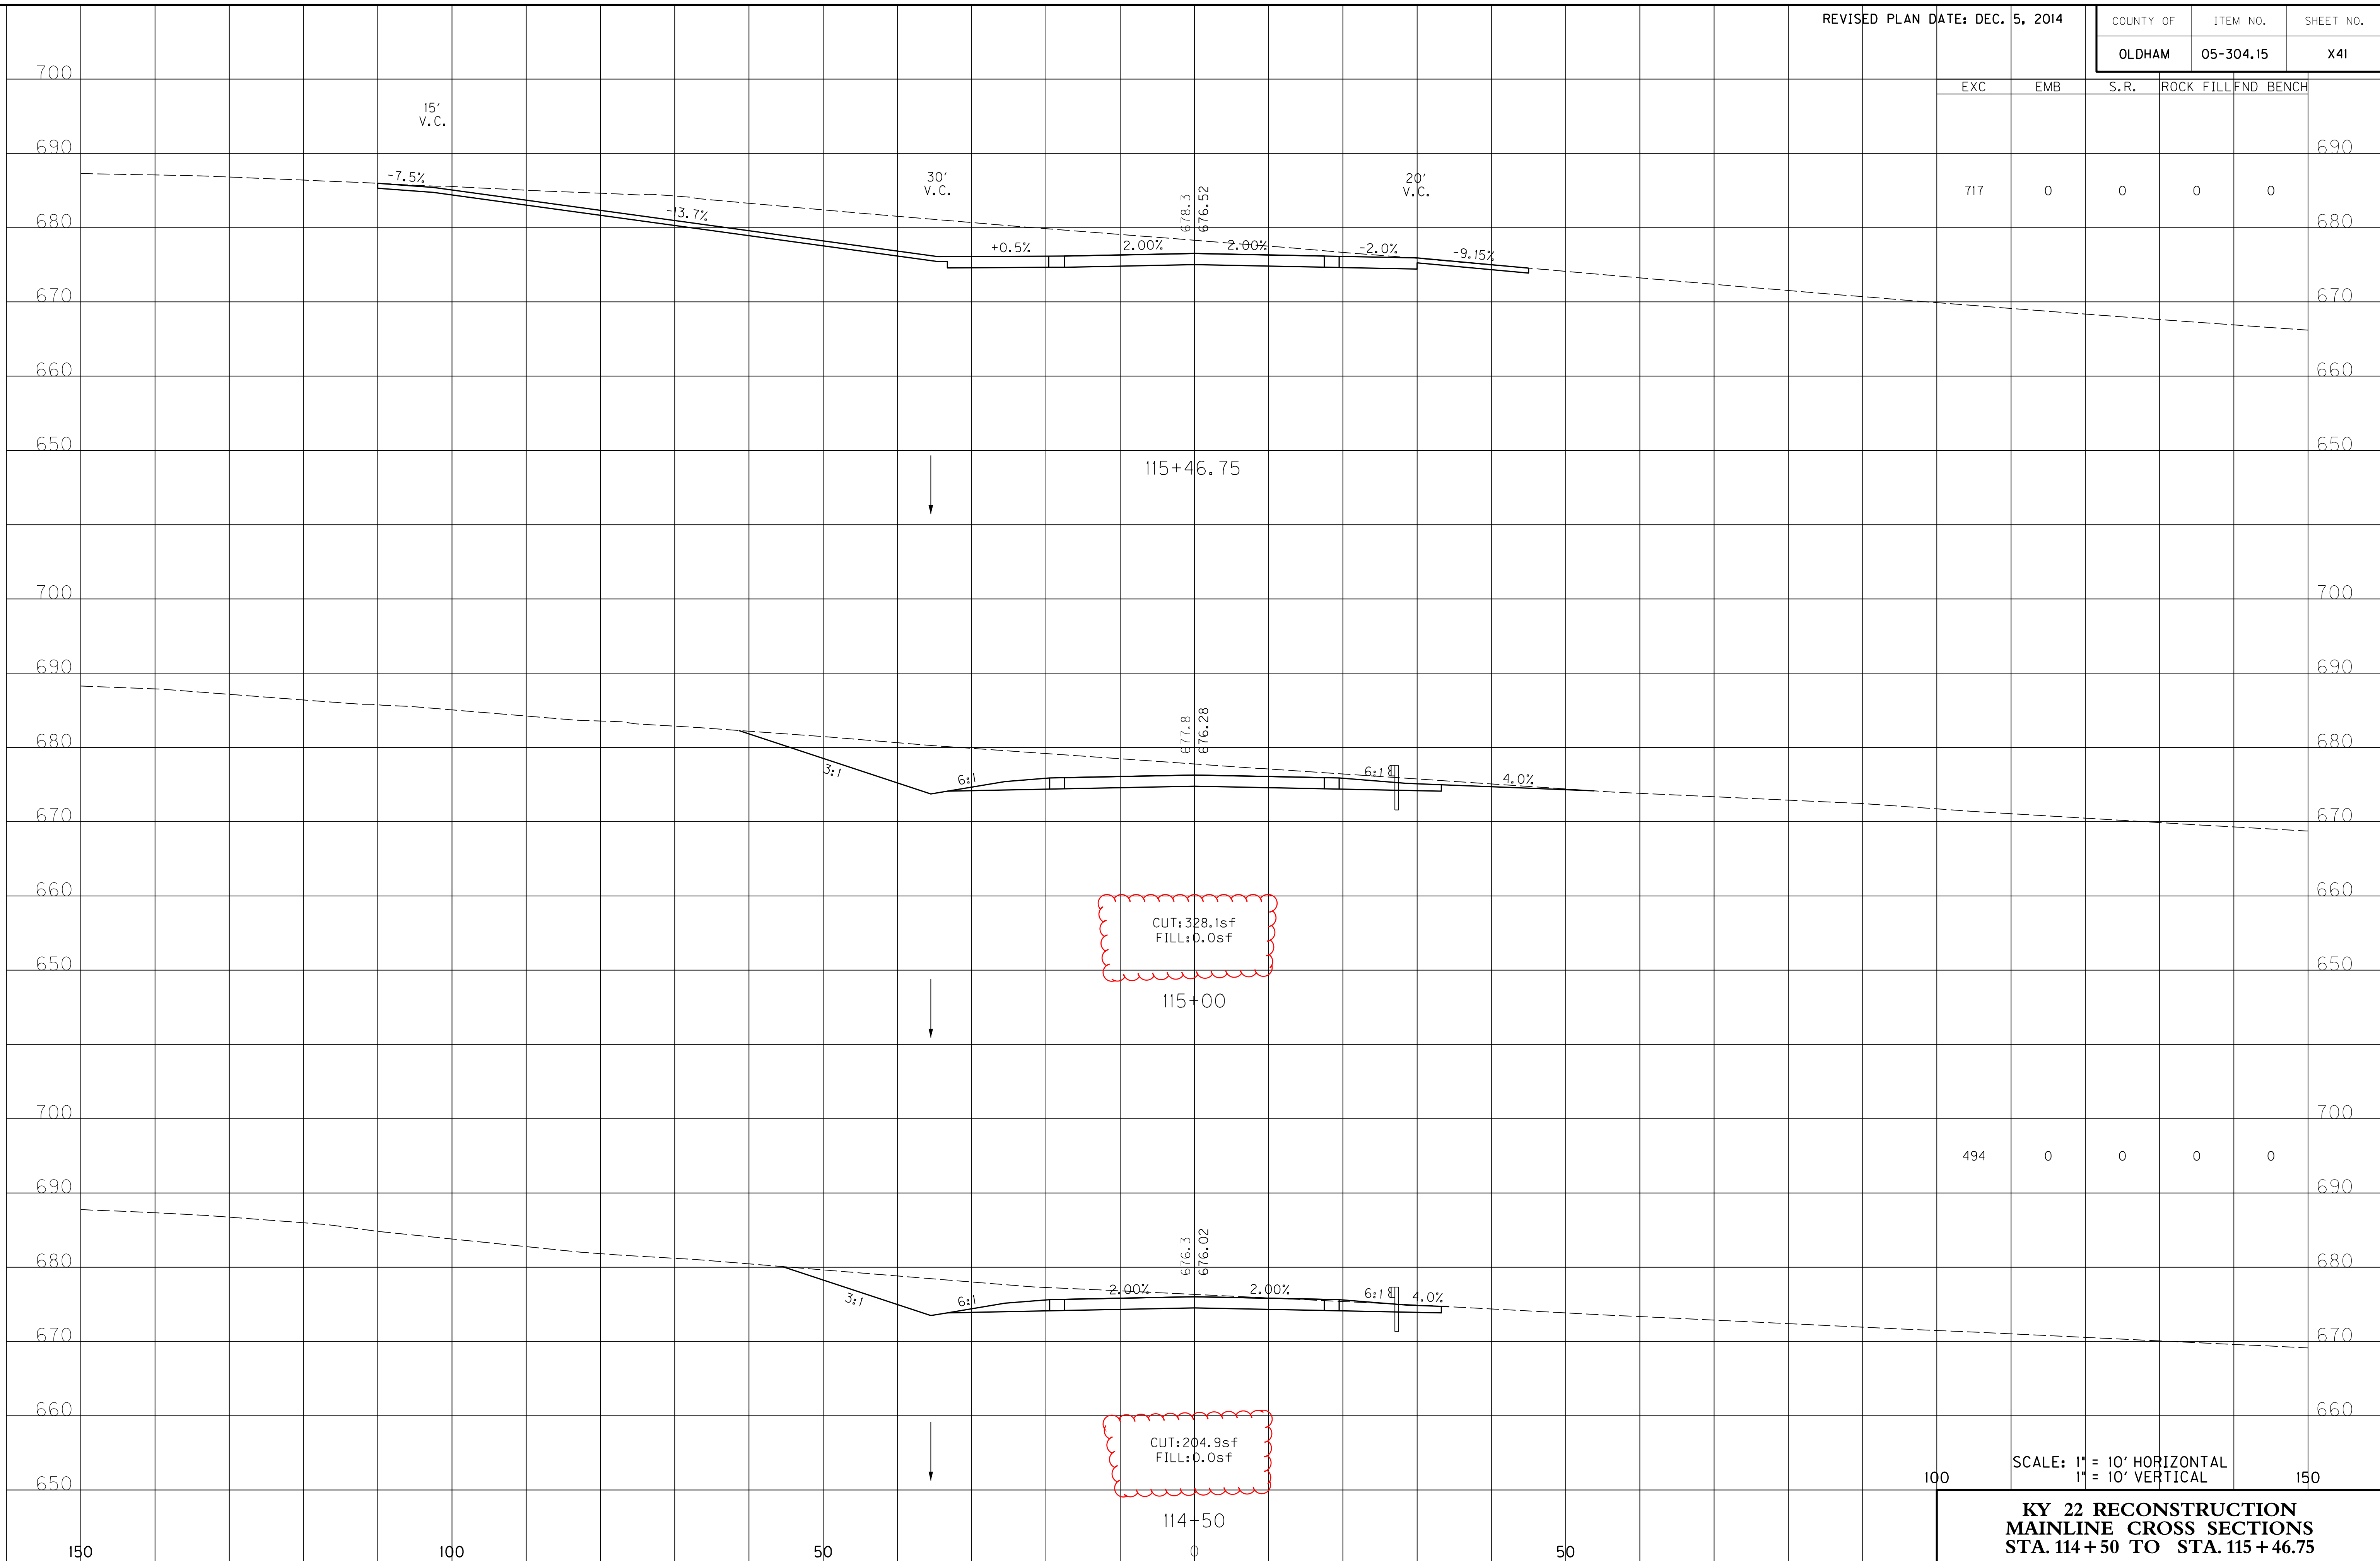 REVISED PLAN DATE: DEC. 5, 2014
COUNTY OF ITEM NO. SHEET NO.
OLDHAM 05-304.15 X41
700
EXC EMB S.R. ROCK FILL FND BENCH
15'
V.C.
690 690
-7.5%
30'
V.C.
678.3
676.52
20'
V.C.
717 0 0 0 0
-13.7%
680 680
+0.5% 2.00% 2.00% -2.0% -9.15%
670 670
660 660
650 650
115+46.75
700 700
690 690
677.8
676.28
680 680
3:1 6:1 6:1 4.0%
670 670
660 660
CUT:328.1sf
FILL:0.0sf
650 650
115+00
700 700
494 0 0 0 0
690 690
676.3
676.02
680 680
3:1 6:1 2.00% 2.00% 6:1 4.0%
670 670
660 660
CUT:204.9sf
FILL:0.0sf
SCALE: 1" = 10' HORIZONTAL
1" = 10' VERTICAL
650 100 150
114+50
KY 22 RECONSTRUCTION
MAINLINE CROSS SECTIONS
STA. 114+50 TO STA. 115+46.75
150 100 50 0 50